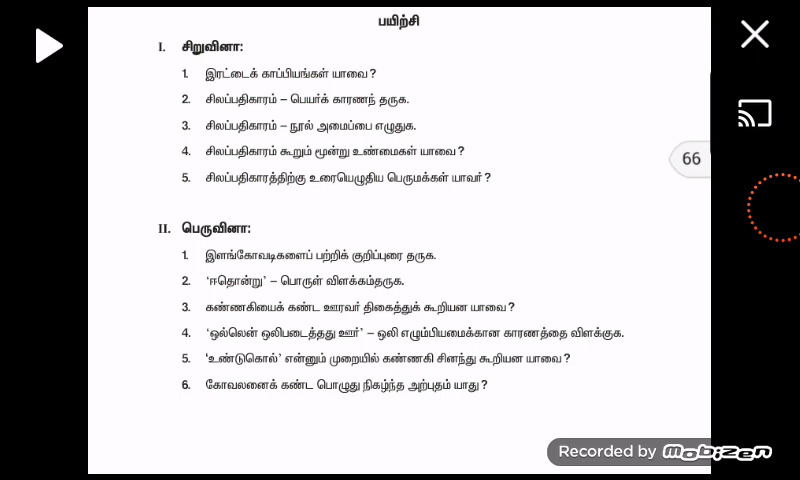 பயிற்சி
I. சிறுவினா:
1. இரட்டைக் காப்பியங்கள் யாவை?
2. சிலப்பதிகாரம் – பெயர்க் காரணந் தருக.
3. சிலப்பதிகாரம் – நூல் அமைப்பை எழுதுக.
4. சிலப்பதிகாரம் கூறும் மூன்று உண்மைகள் யாவை?
66
5. சிலப்பதிகாரத்திற்கு உரையெழுதிய பெருமக்கள் யாவர்?
II. பெருவினா:
1. இளங்கோவடிகளைப் பற்றிக் குறிப்புரை தருக.
2. ‘ஈதொன்று’ – பொருள் விளக்கம்தருக.
3. கண்ணகியைக் கண்ட ஊரவர் திகைத்துக் கூறியன யாவை?
4. ‘ஒல்லென் ஒலிபடைத்தது ஊர்’ – ஒலி எழும்பியமைக்கான காரணத்தை விளக்குக.
5. ‘உண்டுகொல்’ என்னும் முறையில் கண்ணகி சினந்து கூறியன யாவை?
6. கோவலனைக் கண்ட பொழுது நிகழ்ந்த அற்புதம் யாது?
Recorded by Mobizen